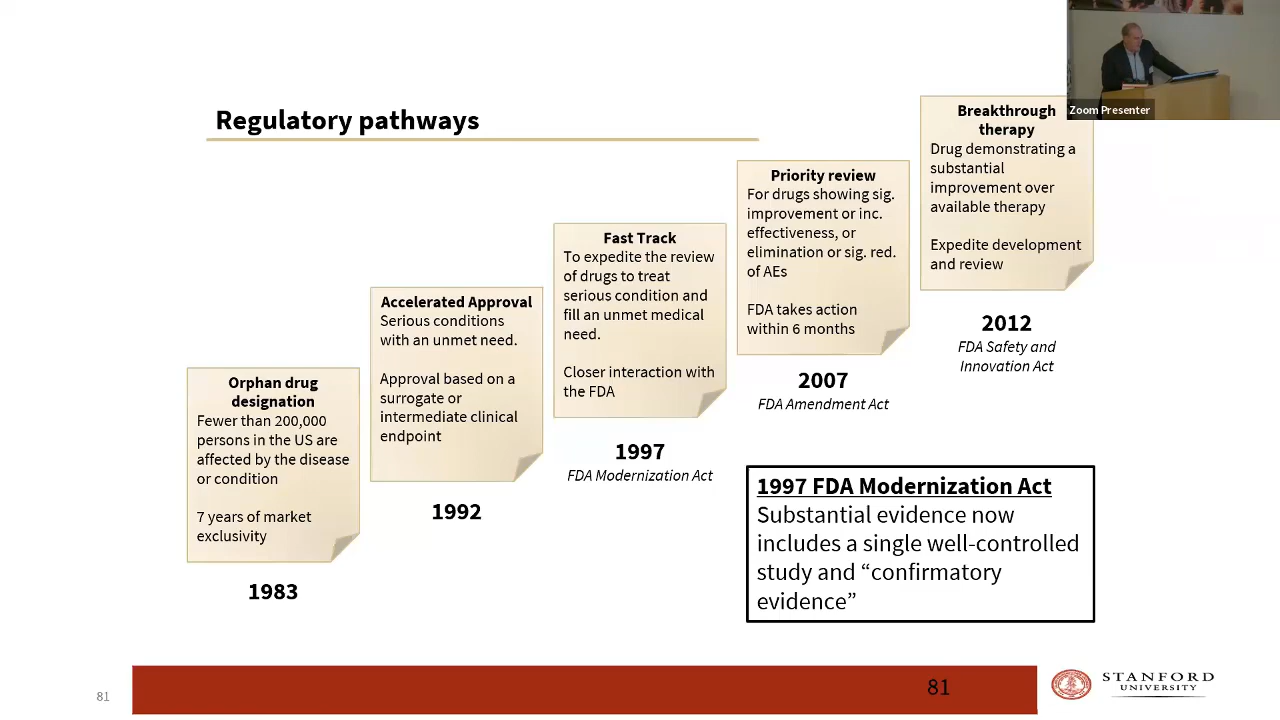 Regulatory pathways
Orphan drug
designation
Fewer than 200,000
persons in the US are
affected by the disease
or condition
7 years of market
exclusivity
1983
Accelerated Approval
Serious conditions
with an unmet need.
Approval based on a
surrogate or
intermediate clinical
endpoint
1992
Fast Track
To expedite the review
of drugs to treat
serious condition and
fill an unmet medical
need.
Closer interaction with
the FDA
1997
FDA Modernization Act
Priority review
For drugs showing sig.
improvement or inc.
effectiveness, or
elimination or sig. red.
of AEs
FDA takes action
within 6 months
2007
FDA Amendment Act
Breakthrough
therapy
Drug demonstrating a
substantial
improvement over
available therapy
Expedite development
and review
2012
FDA Safety and
Innovation Act
1997 FDA Modernization Act
Substantial evidence now
includes a single well-controlled
study and “confirmatory
evidence”
Zoom Presenter
81
81
STANFORD
UNIVERSITY